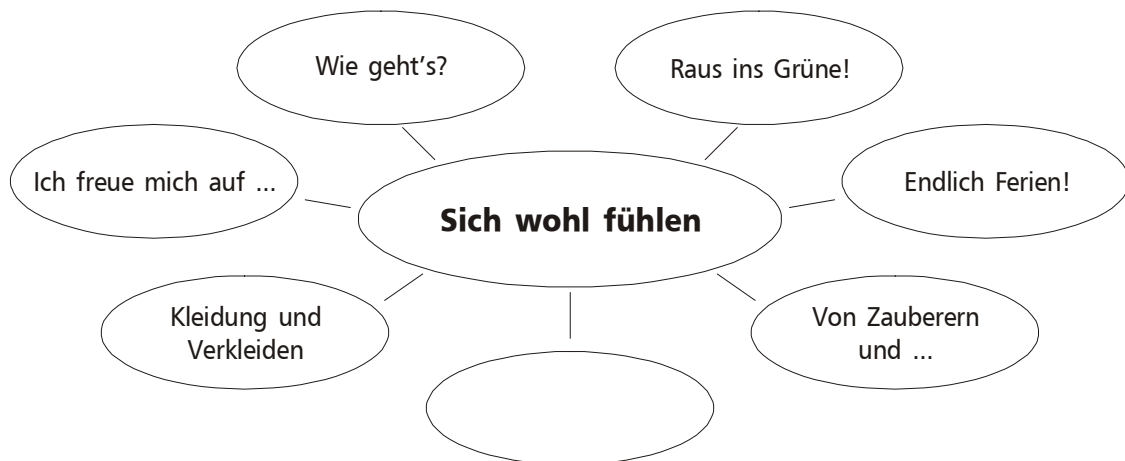 Wie geht's?
Raus ins Grüne!
Ich freue mich auf ...
Endlich Ferien!
Sich wohl fühlen
Kleidung und
Verkleiden
Von Zauberern
und ...